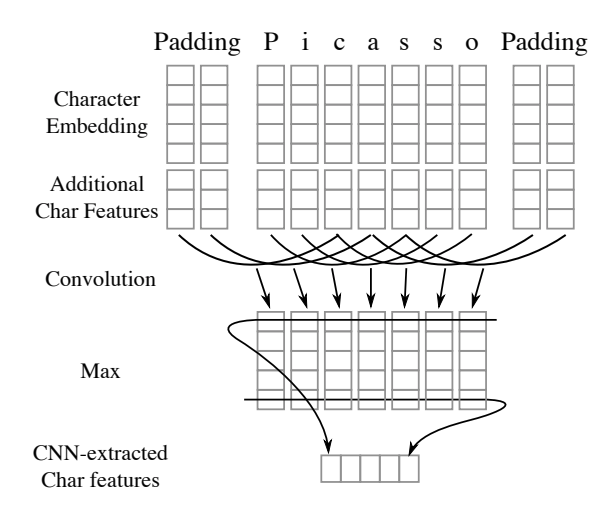 Padding P i c a s s o Padding
Character
Embedding
Additional
Char Features
Convolution
Max
CNN-extracted
Char features